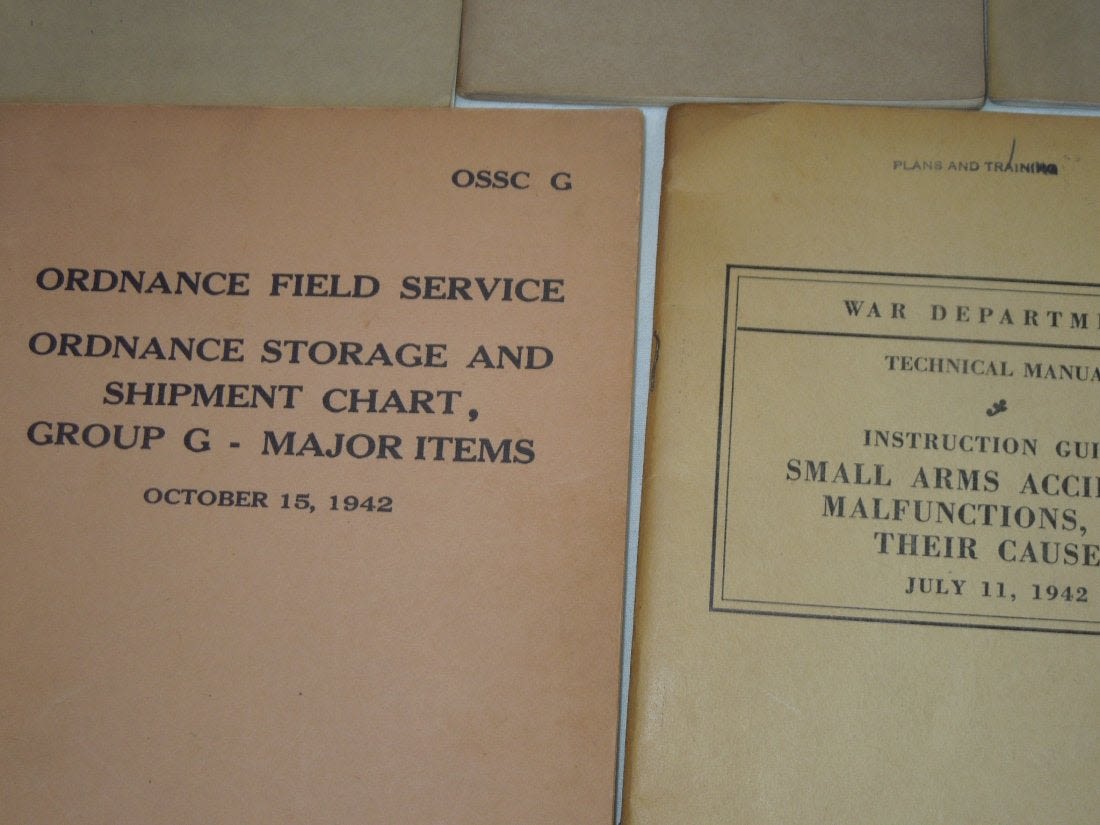 OSSC G
ORDNANCE FIELD SERVICE
ORDNANCE STORAGE AND
SHIPMENT CHART,
GROUP G - MAJOR ITEMS
OCTOBER 15, 1942
PLANS AND TRAINING
WAR DEPARTM
TECHNICAL MANUA
INSTRUCTION GUI
SMALL ARMS ACCI
MALFUNCTIONS,
THEIR CAUSE
JULY 11, 1942